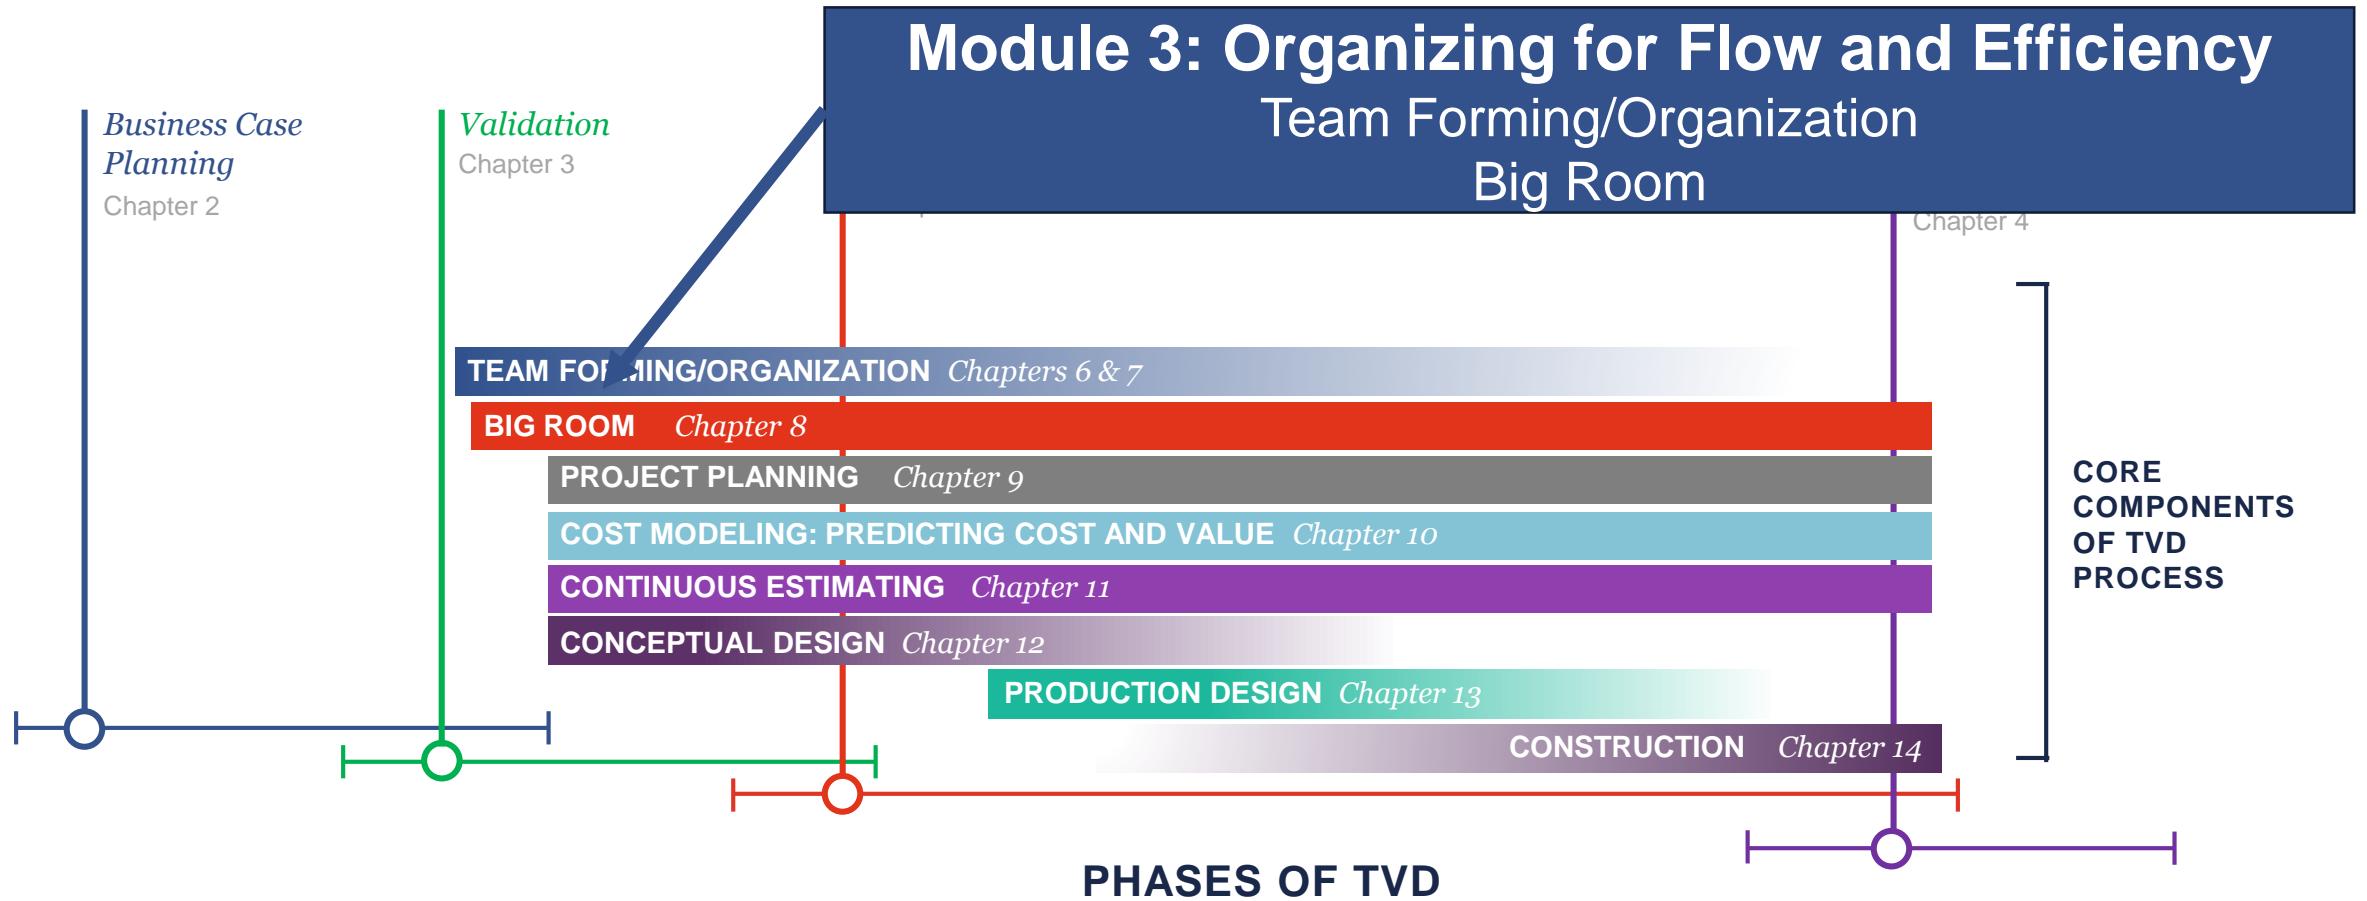 Module 3: Organizing for Flow and Efficiency
Team Forming/Organization
Big Room
Business Case
Planning
Chapter 2
Validation
Chapter 3
Chapter 4
TEAM FORMING/ORGANIZATION Chapters 6 & 7
BIG ROOM Chapter 8
PROJECT PLANNING Chapter 9
COST MODELING: PREDICTING COST AND VALUE Chapter 10
CONTINUOUS ESTIMATING Chapter 11
CONCEPTUAL DESIGN Chapter 12
PRODUCTION DESIGN Chapter 13
CONSTRUCTION Chapter 14
CORE
COMPONENTS
OF TVD
PROCESS
PHASES OF TVD